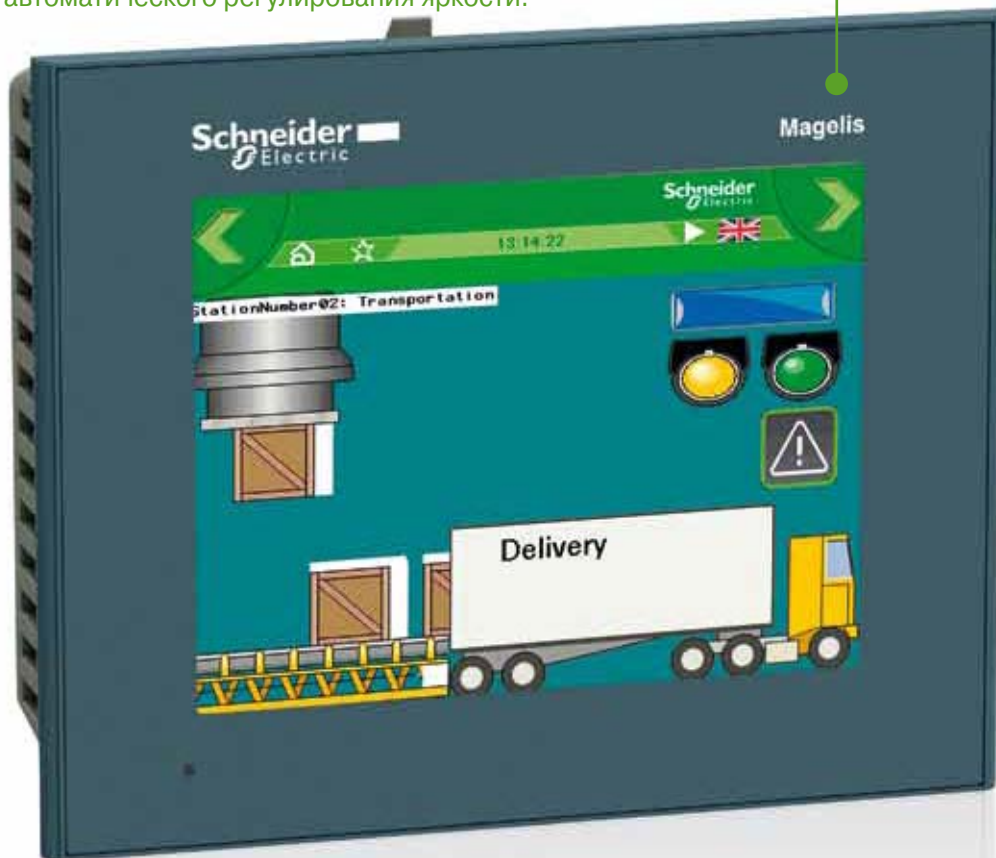 автоматического регулирования яркости.
Schneider
Electric
Magelis
Schneider
Electric
13:14:22
StationNumber02: Transportation
Delivery